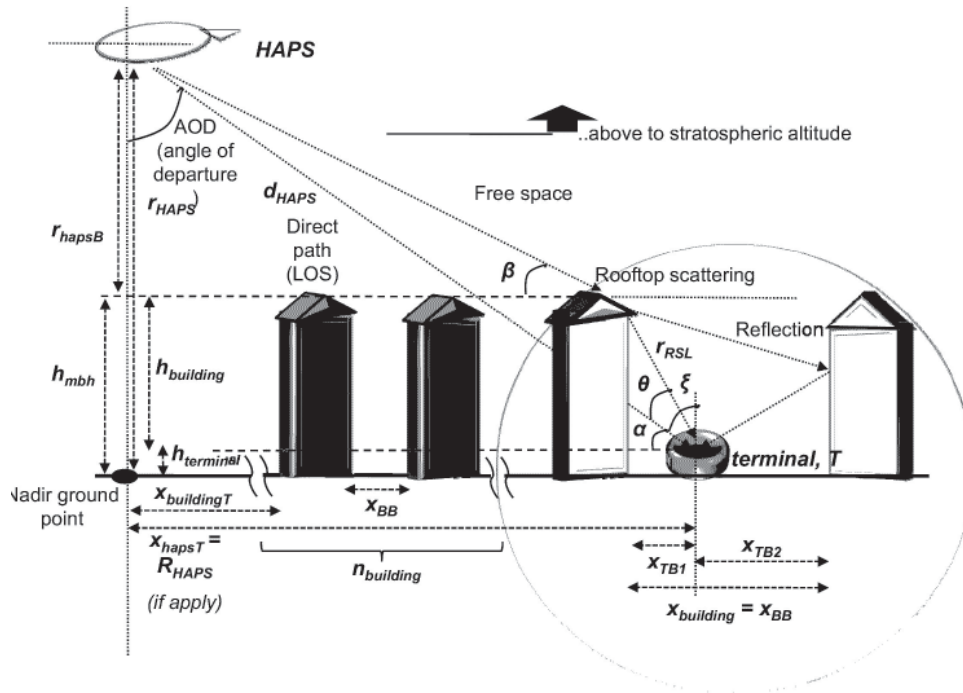 HAPS
AOD
(angle of
departure
)
r_HAPS
..above to stratospheric altitude
d_HAPS
Free space
r_hapsB
Direct
path
(LOS)
β
Rooftop scattering
Reflection
h_mbh
h_building
r_RSL
θ
ξ
α
h_terminal
terminal, T
Nadir ground
point
x_buildingT
x_BB
x_hapsT =
R_HAPS
(if apply)
n_building
x_TB1
x_TB2
x_building = x_BB